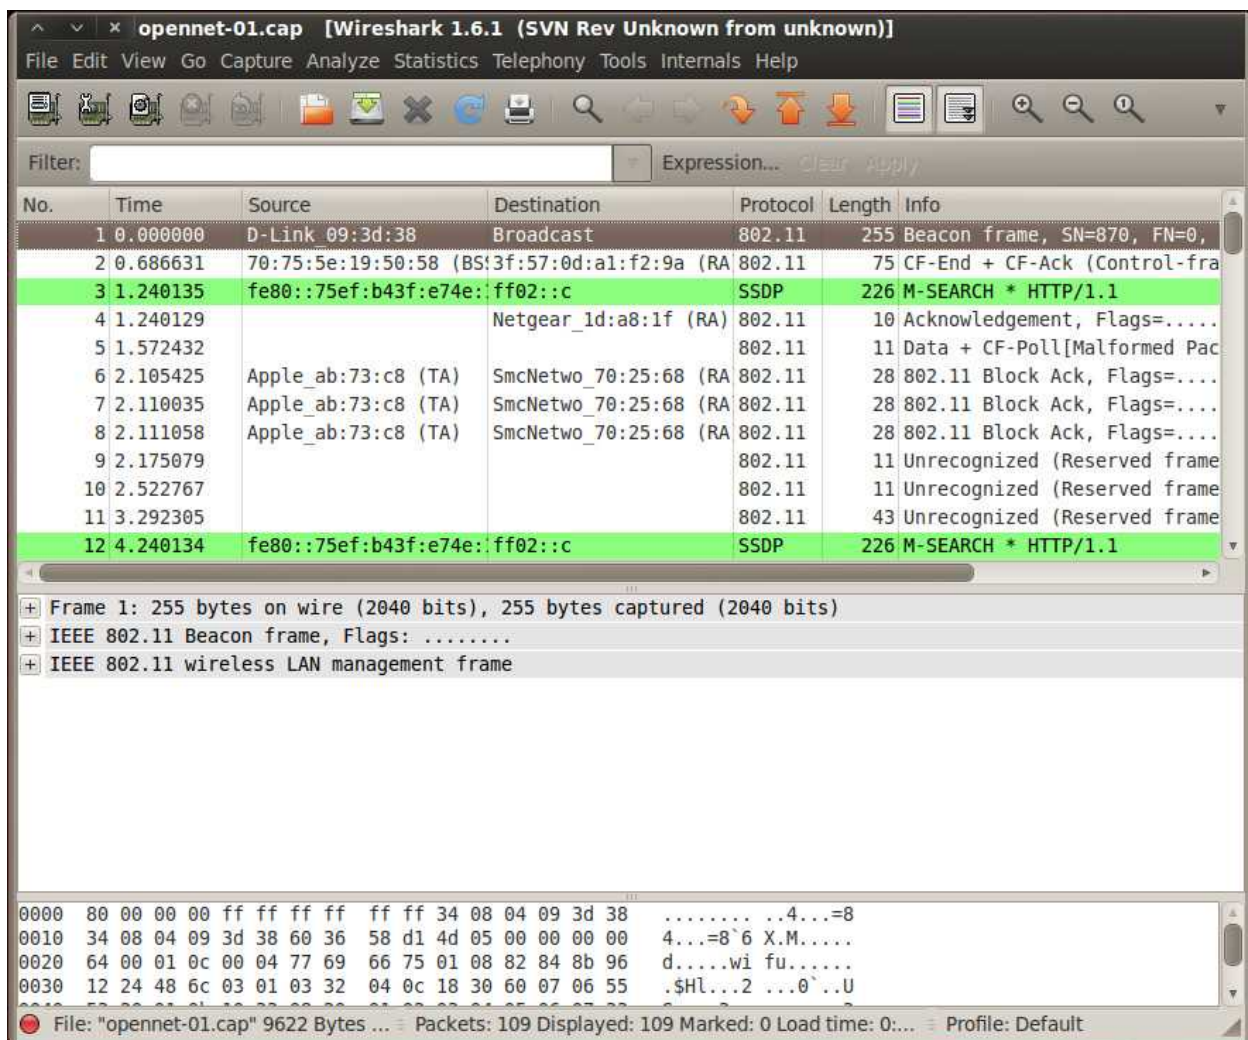 opennet-01.cap [Wireshark 1.6.1 (SVN Rev Unknown from unknown)]
File Edit View Go Capture Analyze Statistics Telephony Tools Internals Help
Filter: Expression... Clear Apply
No. Time Source Destination Protocol Length Info
1 0.000000 D-Link_09:3d:38 Broadcast 802.11 255 Beacon frame, SN=870, FN=0,
2 0.686631 70:75:5e:19:50:58 (BS 3f:57:0d:a1:f2:9a (RA 802.11 75 CF-End + CF-Ack (Control-fra
3 1.240135 fe80::75ef:b43f:e74e: ff02::c SSDP 226 M-SEARCH * HTTP/1.1
4 1.240129 Netgear_1d:a8:1f (RA) 802.11 10 Acknowledgement, Flags=.....
5 1.572432 802.11 11 Data + CF-Poll[Malformed Pac
6 2.105425 Apple_ab:73:c8 (TA) SmcNetwo_70:25:68 (RA 802.11 28 802.11 Block Ack, Flags=....
7 2.110035 Apple_ab:73:c8 (TA) SmcNetwo_70:25:68 (RA 802.11 28 802.11 Block Ack, Flags=....
8 2.111058 Apple_ab:73:c8 (TA) SmcNetwo_70:25:68 (RA 802.11 28 802.11 Block Ack, Flags=....
9 2.175079 802.11 11 Unrecognized (Reserved frame
10 2.522767 802.11 11 Unrecognized (Reserved frame
11 3.292305 802.11 43 Unrecognized (Reserved frame
12 4.240134 fe80::75ef:b43f:e74e: ff02::c SSDP 226 M-SEARCH * HTTP/1.1
Frame 1: 255 bytes on wire (2040 bits), 255 bytes captured (2040 bits)
IEEE 802.11 Beacon frame, Flags: ........
IEEE 802.11 wireless LAN management frame
0000 80 00 00 00 ff ff ff ff ff ff 34 08 04 09 3d 38 ........ ..4...=8
0010 34 08 04 09 3d 38 60 36 58 d1 4d 05 00 00 00 00 4...=8`6 X.M.....
0020 64 00 01 0c 00 04 77 69 66 75 01 08 82 84 8b 96 d.....wi fu......
0030 12 24 48 6c 03 01 03 32 04 0c 18 30 60 07 06 55 .$Hl...2 ...0`..U
File: "opennet-01.cap" 9622 Bytes ... Packets: 109 Displayed: 109 Marked: 0 Load time: 0:... Profile: Default